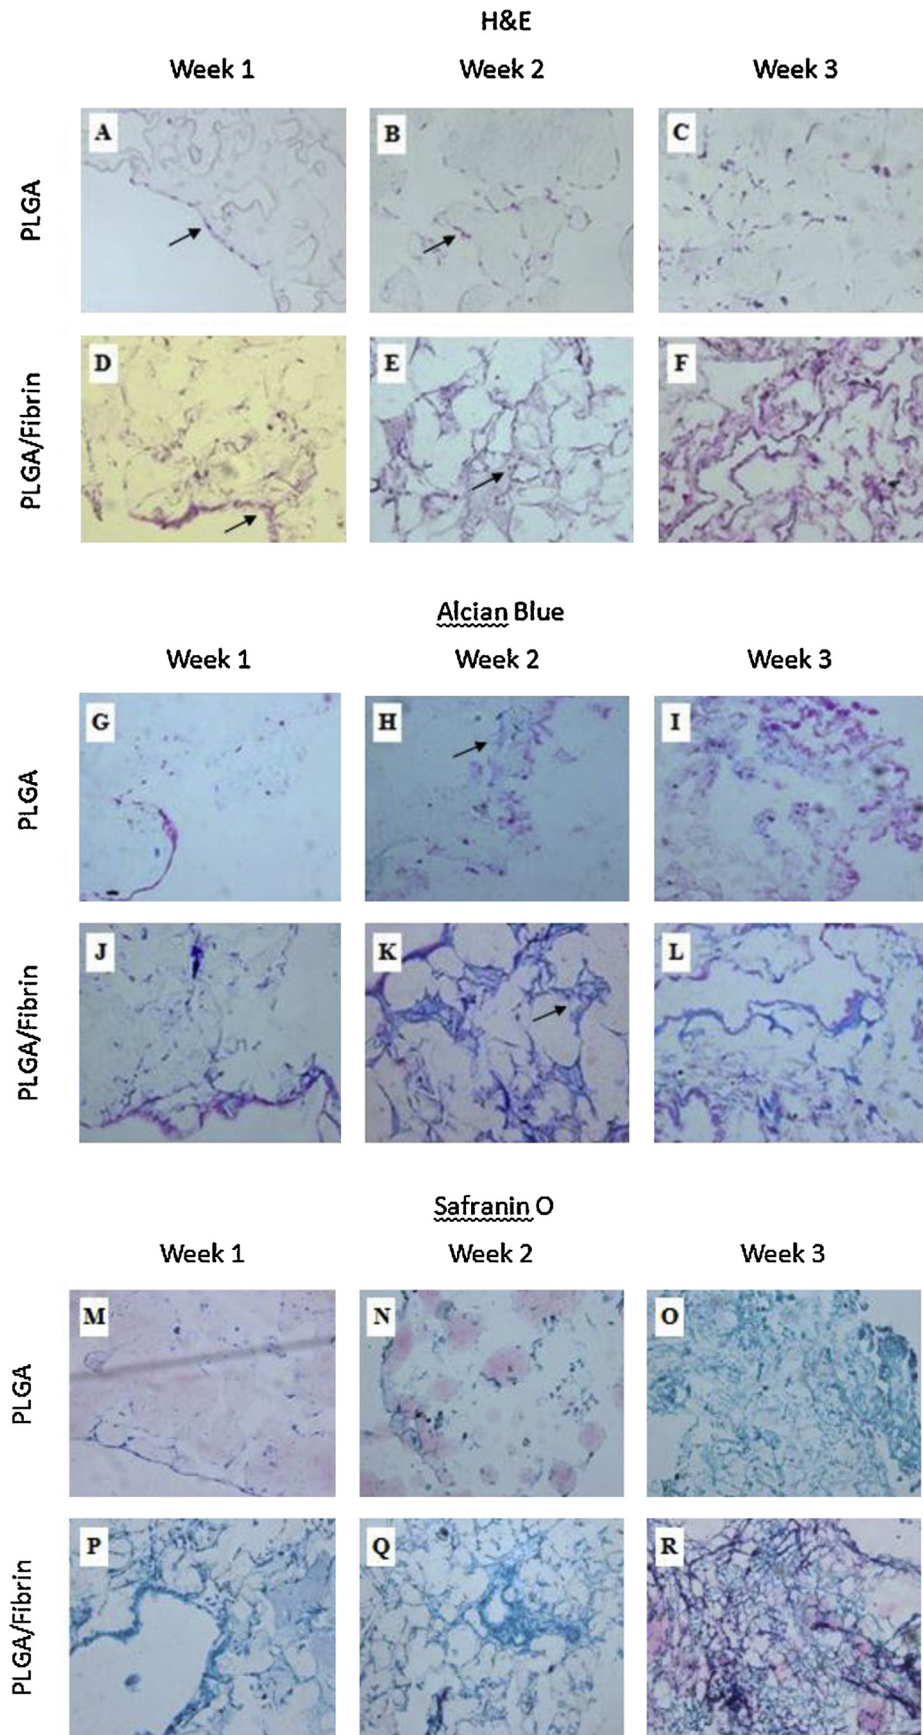 H&E
Week 1 Week 2 Week 3
PLGA
A B C
PLGA/Fibrin
D E F
Alcian Blue
Week 1 Week 2 Week 3
PLGA
G H I
PLGA/Fibrin
J K L
Safranin O
Week 1 Week 2 Week 3
PLGA
M N O
PLGA/Fibrin
P Q R